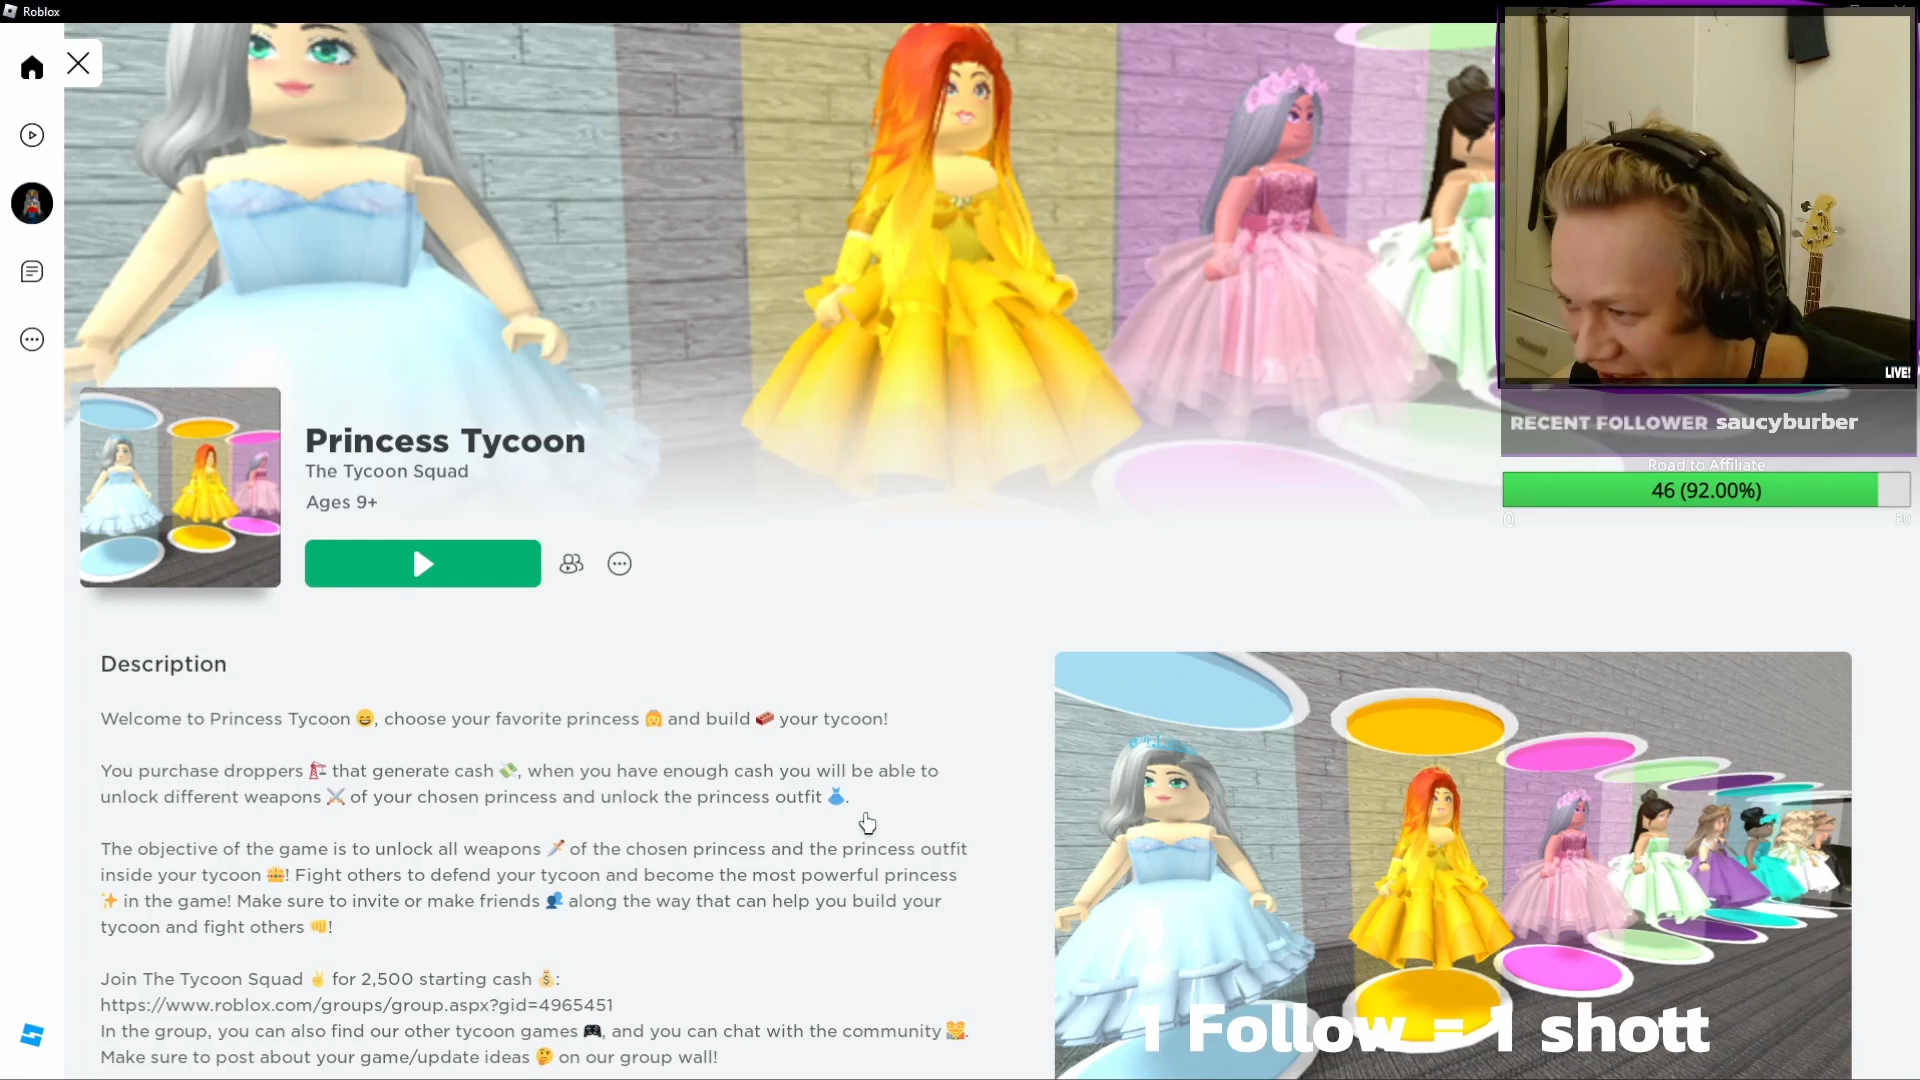 Roblox
LIVE!
RECENT FOLLOWER saucyburber
Road to Affiliate
46 (92.00%)
0
50
Princess Tycoon
The Tycoon Squad
Ages 9+
Description
Welcome to Princess Tycoon 😄, choose your favorite princess 👸 and build 🧱 your tycoon!
You purchase droppers 🏗️ that generate cash 💸, when you have enough cash you will be able to
unlock different weapons ⚔️ of your chosen princess and unlock the princess outfit 👗.
The objective of the game is to unlock all weapons 🗡️ of the chosen princess and the princess outfit
inside your tycoon 👑! Fight others to defend your tycoon and become the most powerful princess
✨ in the game! Make sure to invite or make friends 👥 along the way that can help you build your
tycoon and fight others 👊!
Join The Tycoon Squad ✌️ for 2,500 starting cash 💰:
https://www.roblox.com/groups/group.aspx?gid=4965451
In the group, you can also find our other tycoon games 🎮, and you can chat with the community 🥰.
Make sure to post about your game/update ideas 🤔 on our group wall!
1 Follow = 1 shott